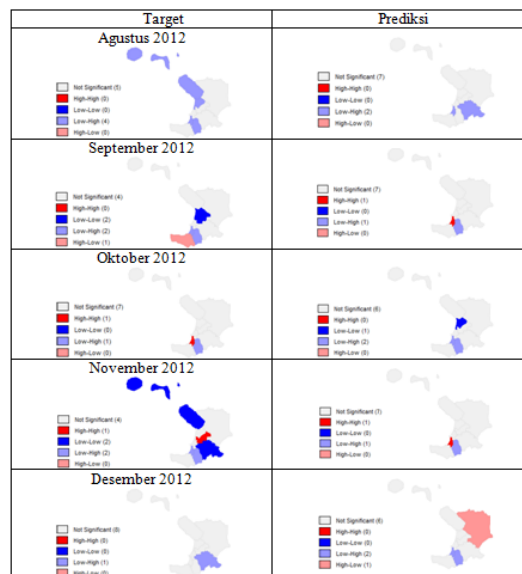 Target
Prediksi
Agustus 2012
Not Significant (5)
High-High (0)
Low-Low (0)
Low-High (4)
High-Low (0)
Not Significant (7)
High-High (0)
Low-Low (0)
Low-High (2)
High-Low (0)
September 2012
Not Significant (4)
High-High (0)
Low-Low (2)
Low-High (2)
High-Low (1)
Not Significant (7)
High-High (1)
Low-Low (0)
Low-High (1)
High-Low (0)
Oktober 2012
Not Significant (7)
High-High (1)
Low-Low (0)
Low-High (1)
High-Low (0)
Not Significant (6)
High-High (0)
Low-Low (1)
Low-High (2)
High-Low (0)
November 2012
Not Significant (4)
High-High (1)
Low-Low (2)
Low-High (2)
High-Low (0)
Not Significant (7)
High-High (1)
Low-Low (0)
Low-High (1)
High-Low (0)
Desember 2012
Not Significant (8)
High-High (0)
Low-Low (0)
Low-High (1)
High-Low (0)
Not Significant (6)
High-High (0)
Low-Low (0)
Low-High (2)
High-Low (1)